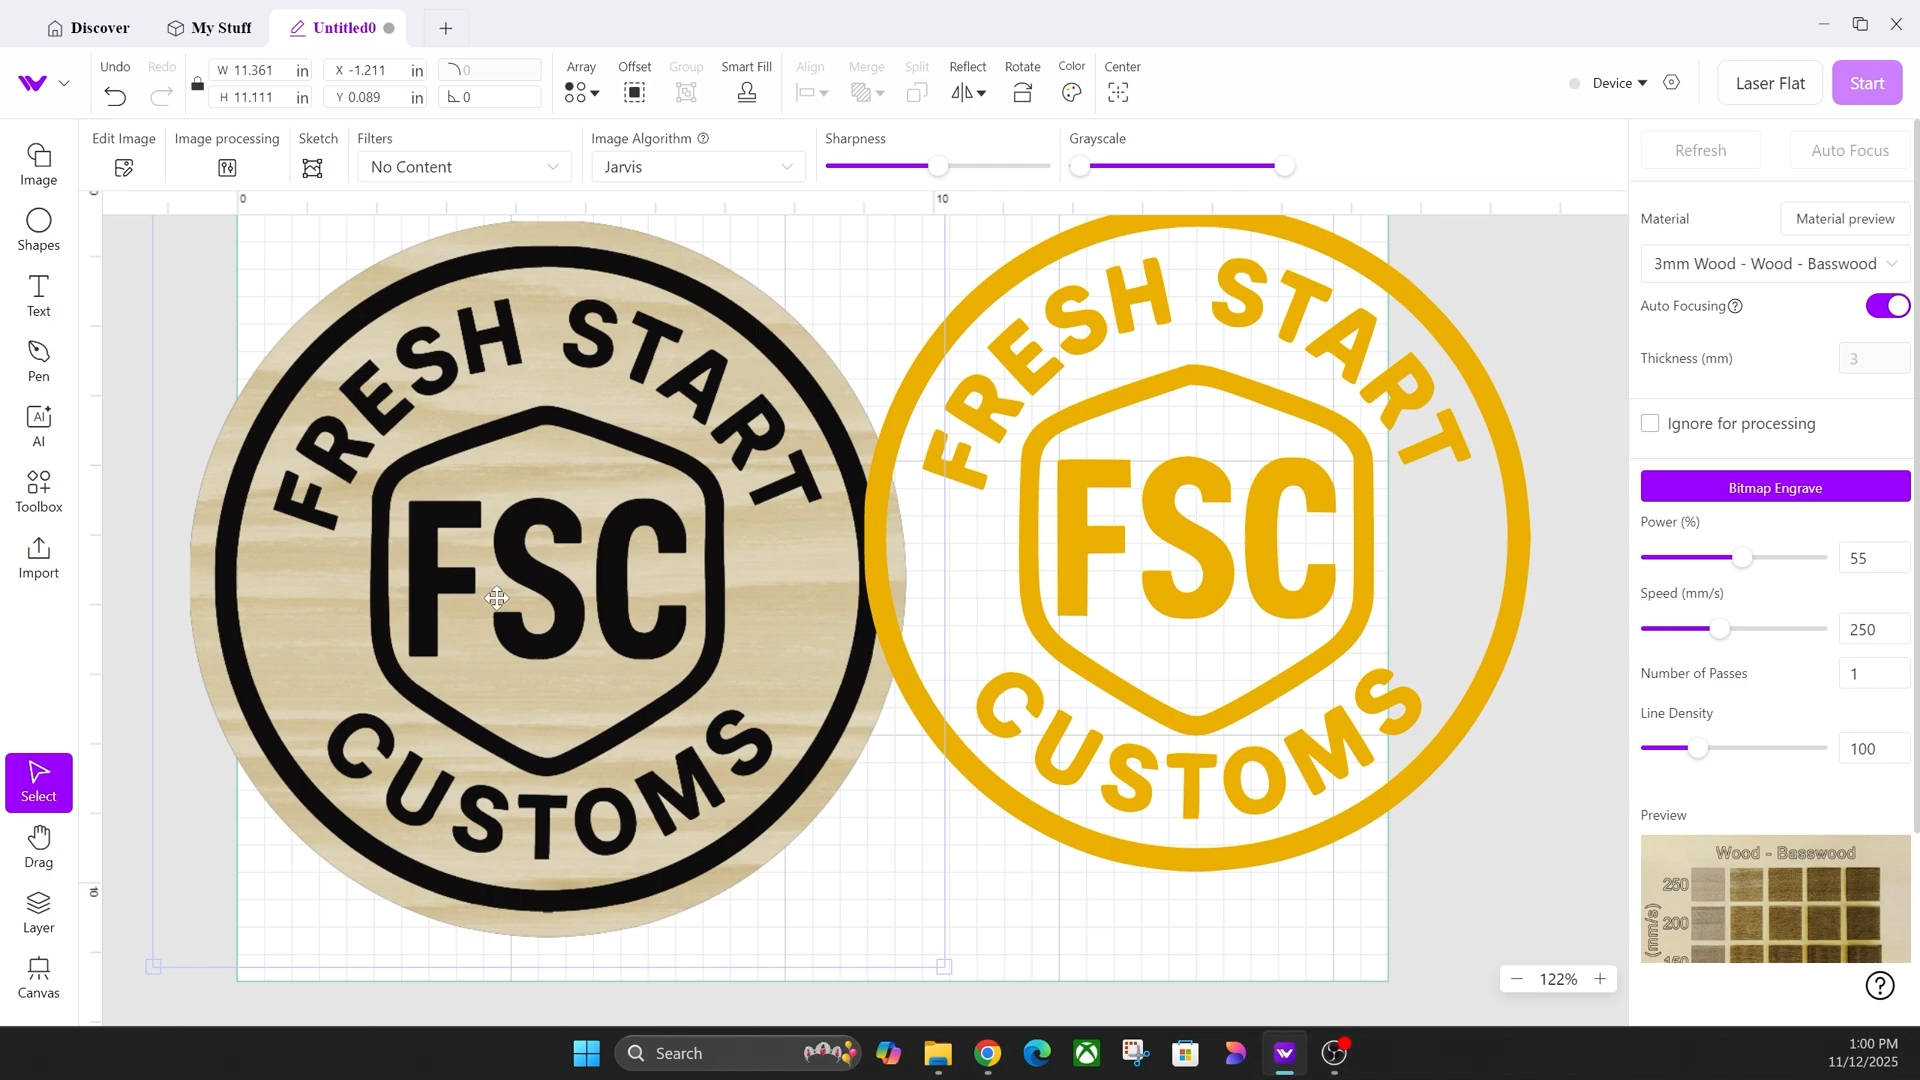 Discover
My Stuff
Untitled0
Undo
Redo
W 11.361 in
H 11.111 in
X -1.211 in
Y 0.089 in
0
0
Array
Offset
Group
Smart Fill
Align
Merge
Split
Reflect
Rotate
Color
Center
Device
Laser Flat
Start
Edit Image
Image processing
Sketch
Filters
No Content
Image Algorithm
Jarvis
Sharpness
Grayscale
Image
Shapes
Text
Pen
AI
AI
Toolbox
Import
Select
Drag
Layer
Canvas
0
10
0
10
FRESH START
FSC
CUSTOMS
FRESH START
FSC
CUSTOMS
122%
Refresh
Auto Focus
Material
Material preview
3mm Wood - Wood - Basswood
Auto Focusing
Thickness (mm)
3
Ignore for processing
Bitmap Engrave
Power (%)
55
Speed (mm/s)
250
Number of Passes
1
Line Density
100
Preview
Wood - Basswood
250
200
150
(mm/s)
Search
1:00 PM
11/12/2025